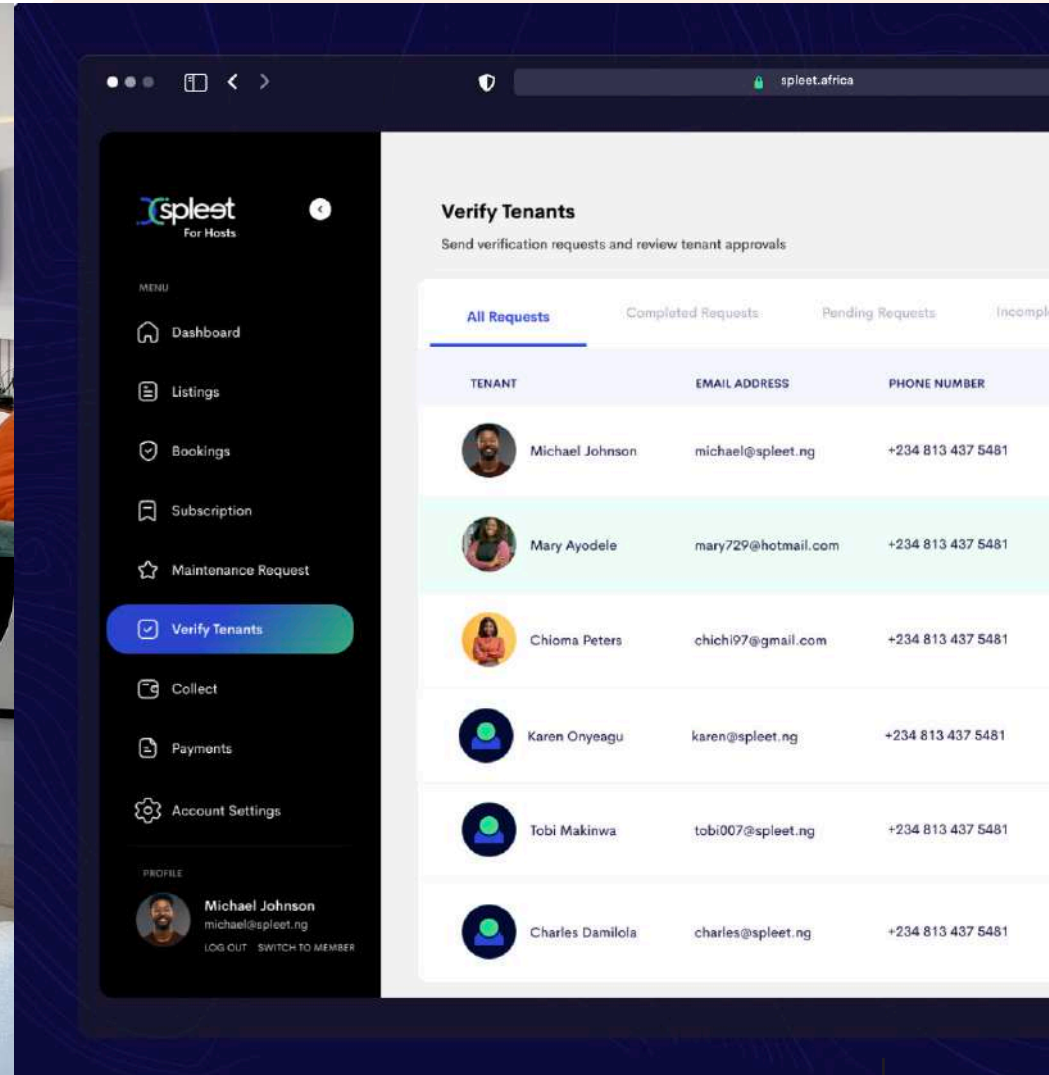 spleet.africa
spleet
For Hosts
MENU
Dashboard
Listings
Bookings
Subscription
Maintenance Request
Verify Tenants
Collect
Payments
Account Settings
PROFILE
Michael Johnson
michael@spleet.ng
LOG OUT SWITCH TO MEMBER
Verify Tenants
Send verification requests and review tenant approvals
All Requests Completed Requests Pending Requests
TENANT EMAIL ADDRESS PHONE NUMBER
Michael Johnson michael@spleet.ng +234 813 437 5481
Mary Ayodele mary729@hotmail.com +234 813 437 5481
Chioma Peters chichi97@gmail.com +234 813 437 5481
Karen Onyeagu karen@spleet.ng +234 813 437 5481
Tobi Makinwa tobi007@spleet.ng +234 813 437 5481
Charles Damilola charles@spleet.ng +234 813 437 5481